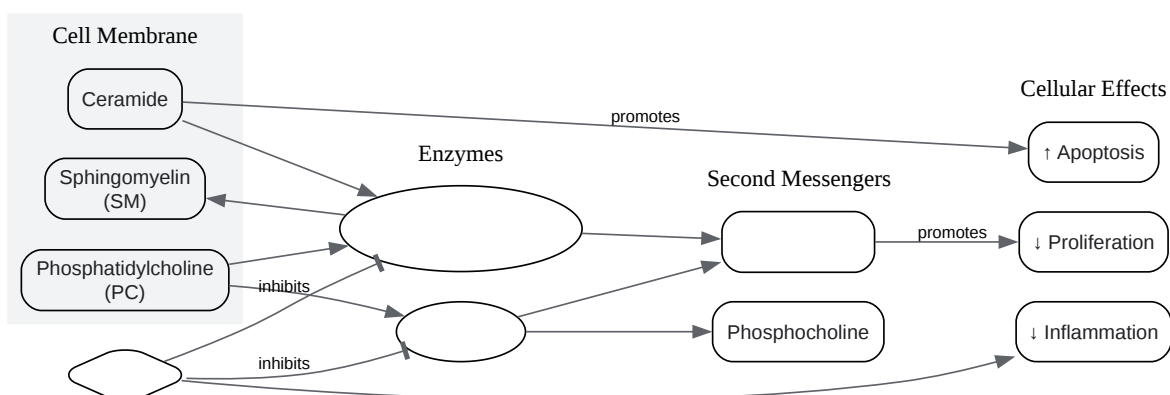 Cell Membrane
Ceramide
Sphingomyelin
(SM)
Phosphatidylcholine
(PC)
Enzymes
inhibits
inhibits
promotes
Second Messengers
Phosphocholine
promotes
Cellular Effects
↑ Apoptosis
↓ Proliferation
↓ Inflammation